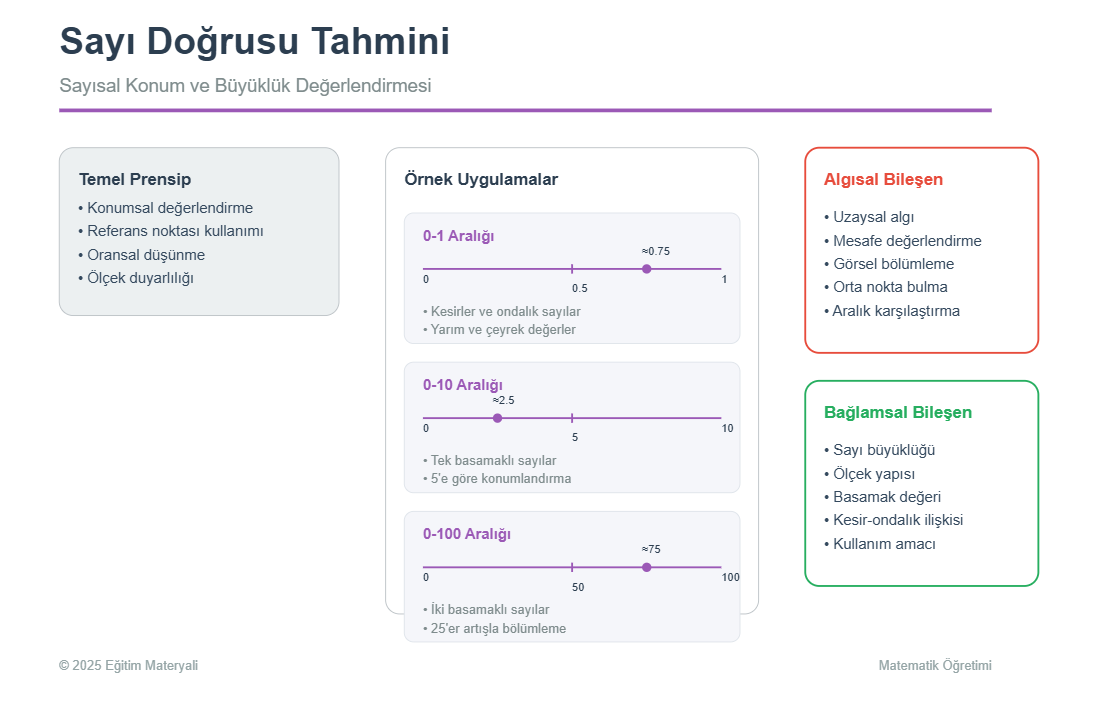 Sayı Doğrusu Tahmini
Sayısal Konum ve Büyüklük Değerlendirmesi
Temel Prensip
• Konumsal değerlendirme
• Referans noktası kullanımı
• Oransal düşünme
• Ölçek duyarlılığı
Örnek Uygulamalar
0-1 Aralığı
≈0.75
0
1
0.5
• Kesirler ve ondalık sayılar
• Yarım ve çeyrek değerler
0-10 Aralığı
≈2.5
0
10
5
• Tek basamaklı sayılar
• 5'e göre konumlandırma
0-100 Aralığı
≈75
0
100
50
• İki basamaklı sayılar
• 25'er artışla bölümleme
Algısal Bileşen
• Uzaysal algı
• Mesafe değerlendirme
• Görsel bölümleme
• Orta nokta bulma
• Aralık karşılaştırma
Bağlamsal Bileşen
• Sayı büyüklüğü
• Ölçek yapısı
• Basamak değeri
• Kesir-ondalık ilişkisi
• Kullanım amacı
© 2025 Eğitim Materyali
Matematik Öğretimi